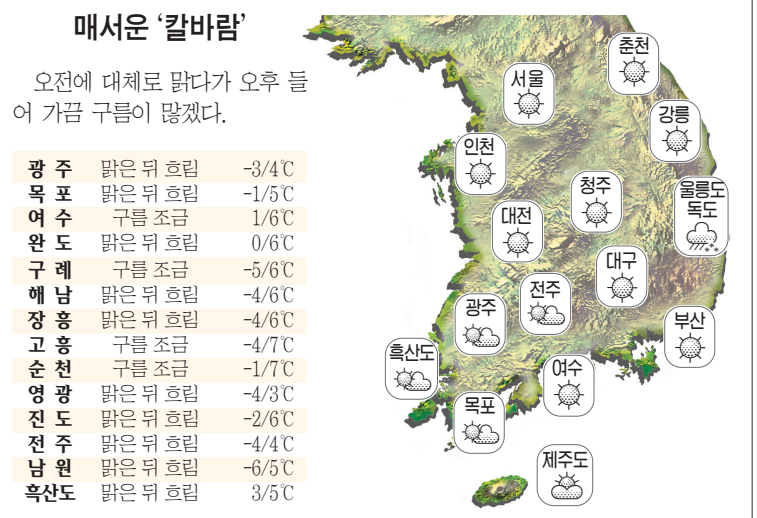 매서운 ‘칼바람’
오전에 대체로 맑다가 오후 들
어 가끔 구름이 많겠다.
광 주 맑은 뒤 흐림 -3/4℃
목 포 맑은 뒤 흐림 -1/5℃
여 수 구름 조금 1/6℃
완 도 맑은 뒤 흐림 0/6℃
구 례 구름 조금 -5/6℃
해 남 맑은 뒤 흐림 -4/6℃
장 흥 맑은 뒤 흐림 -4/6℃
고 흥 구름 조금 -4/7℃
순 천 구름 조금 -1/7℃
영 광 맑은 뒤 흐림 -4/3℃
진 도 맑은 뒤 흐림 -2/6℃
전 주 맑은 뒤 흐림 -4/4℃
남 원 맑은 뒤 흐림 -6/5℃
흑산도 맑은 뒤 흐림 3/5℃
춘천
서울
강릉
인천
청주
울릉도
독도
대전
대구
전주
광주
부산
흑산도
여수
목포
제주도